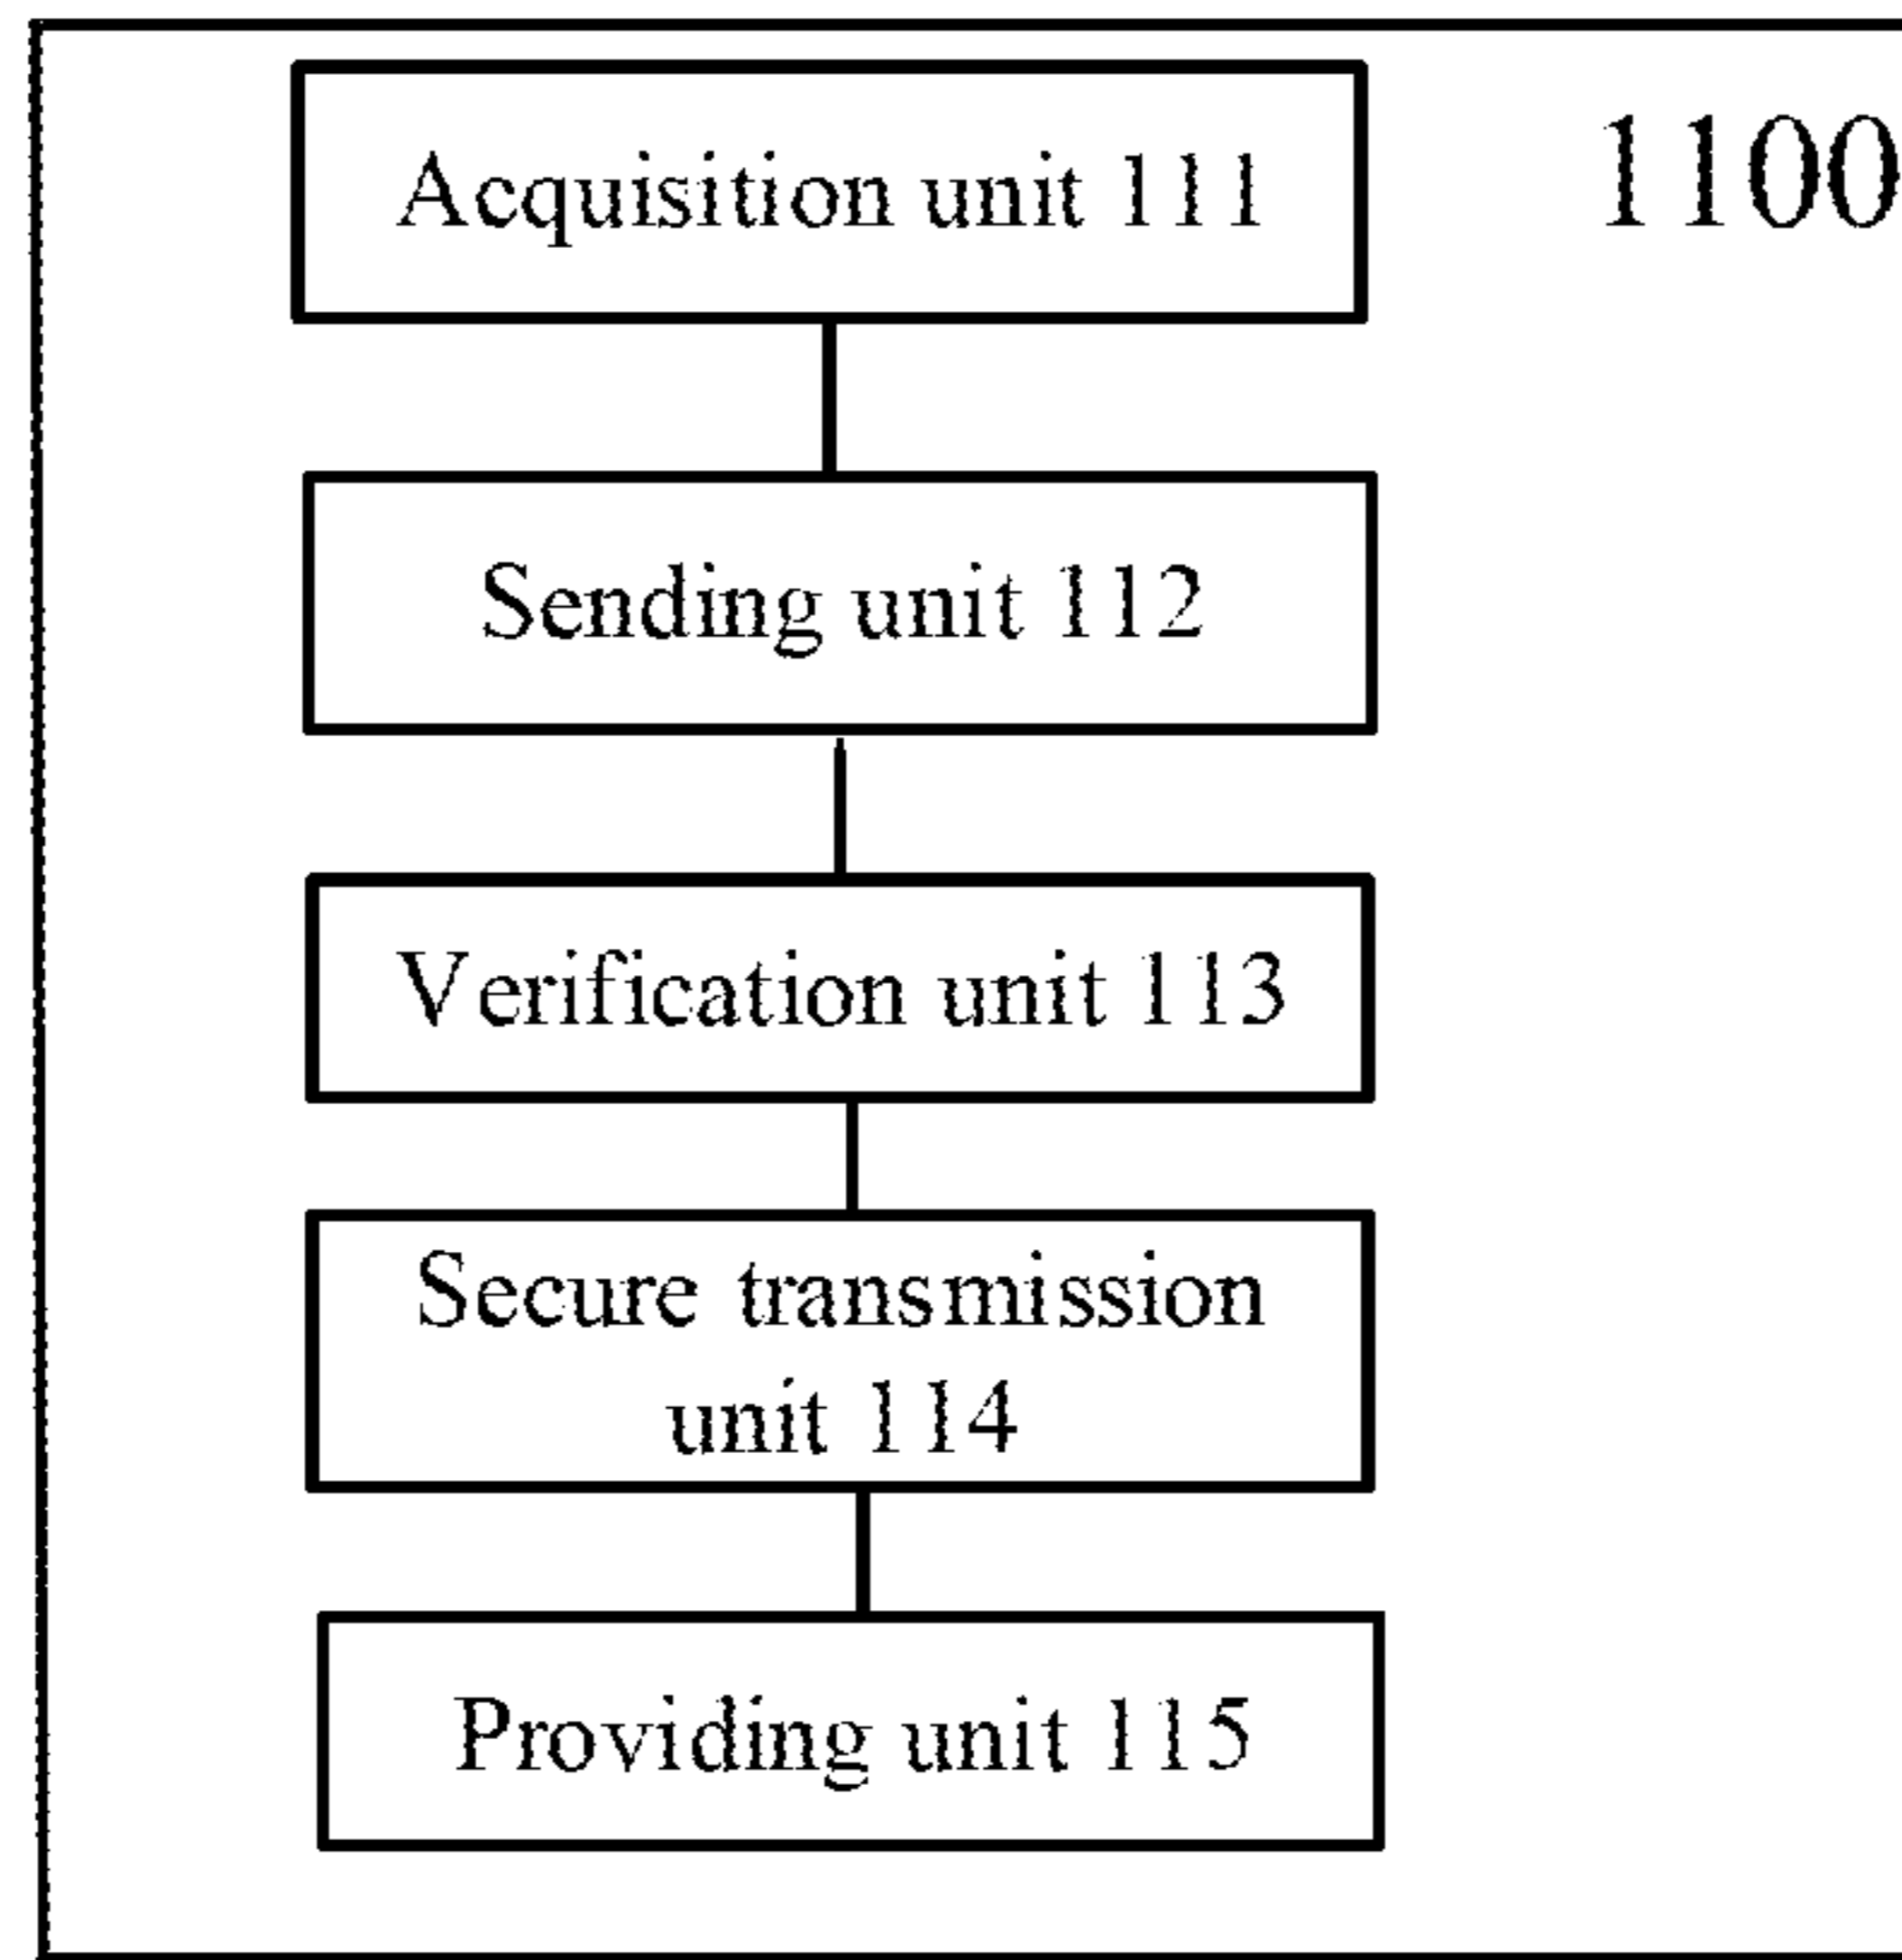 Acquisition unit 111
1100
Sending unit 112
Verification unit 113
Secure transmission
unit 114
Providing unit 115